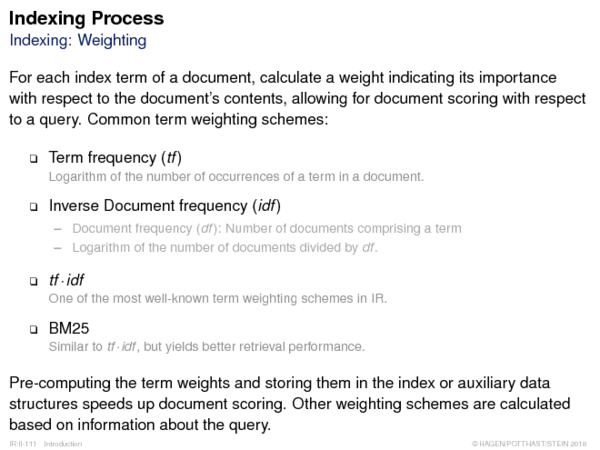 Indexing Process
Indexing: Weighting
For each index term of a document, calculate a weight indicating its importance
with respect to the document's contents, allowing for document scoring with respect
to a query. Common term weighting schemes:
❑ Term frequency (tf)
Logarithm of the number of occurrences of a term in a document.
❑ Inverse Document frequency (idf)
– Document frequency (df): Number of documents comprising a term
– Logarithm of the number of documents divided by df.
❑ tf·idf
One of the most well-known term weighting schemes in IR.
❑ BM25
Similar to tf·idf, but yields better retrieval performance.
Pre-computing the term weights and storing them in the index or auxiliary data
structures speeds up document scoring. Other weighting schemes are calculated
based on information about the query.
IR:II-111 Introduction © HAGEN/POTTHAST/STEIN 2018